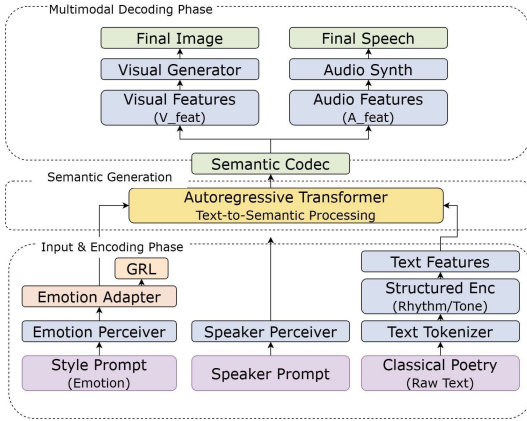 Multimodal Decoding Phase
Final Image
Final Speech
Visual Generator
Audio Synth
Visual Features
(V_feat)
Audio Features
(A_feat)
Semantic Codec
Semantic Generation
Autoregressive Transformer
Text-to-Semantic Processing
Input & Encoding Phase
GRL
Text Features
Emotion Adapter
Structured Enc
(Rhythm/Tone)
Emotion Perceiver
Speaker Perceiver
Text Tokenizer
Style Prompt
(Emotion)
Speaker Prompt
Classical Poetry
(Raw Text)